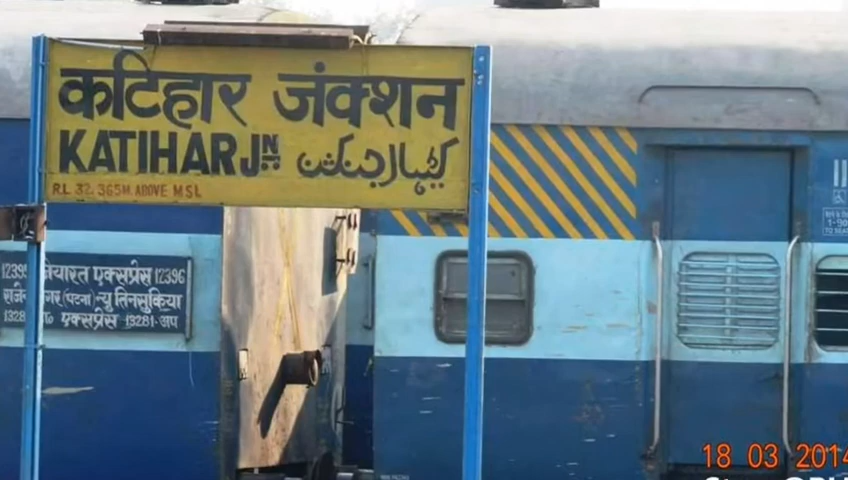 कटिहार जंक्शन
KATIHAR JN
کٹیہار جنکشن
R.L 32.365M. ABOVE MSL
एक्सप्रेस 12396
(पटना) न्यु तिनसुकिया
एक्सप्रेस 13281-अप
18 03 2014